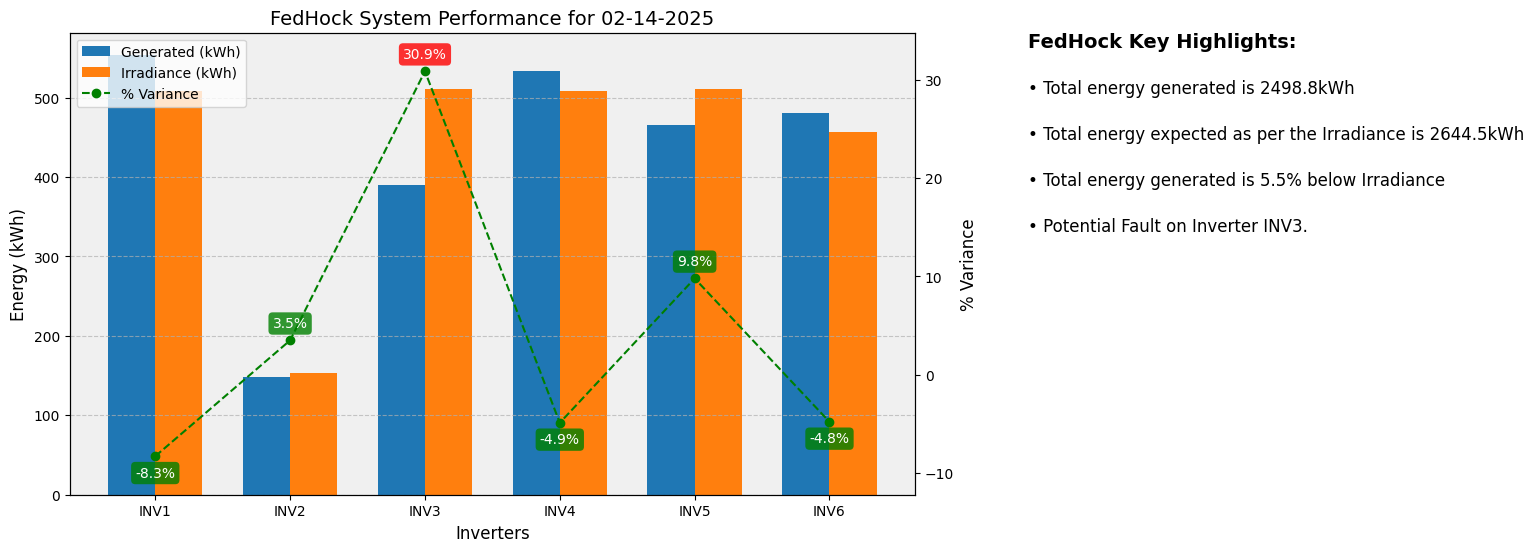 FedHock System Performance for 02-14-2025
Generated (kWh)
Irradiance (kWh)
% Variance
Energy (kWh)
500
400
300
200
100
0
30.9%
3.5%
-8.3%
-4.9%
9.8%
-4.8%
30
20
10
0
−10
% Variance
INV1 INV2 INV3 INV4 INV5 INV6
Inverters
FedHock Key Highlights:
• Total energy generated is 2498.8kWh
• Total energy expected as per the Irradiance is 2644.5kWh
• Total energy generated is 5.5% below Irradiance
• Potential Fault on Inverter INV3.